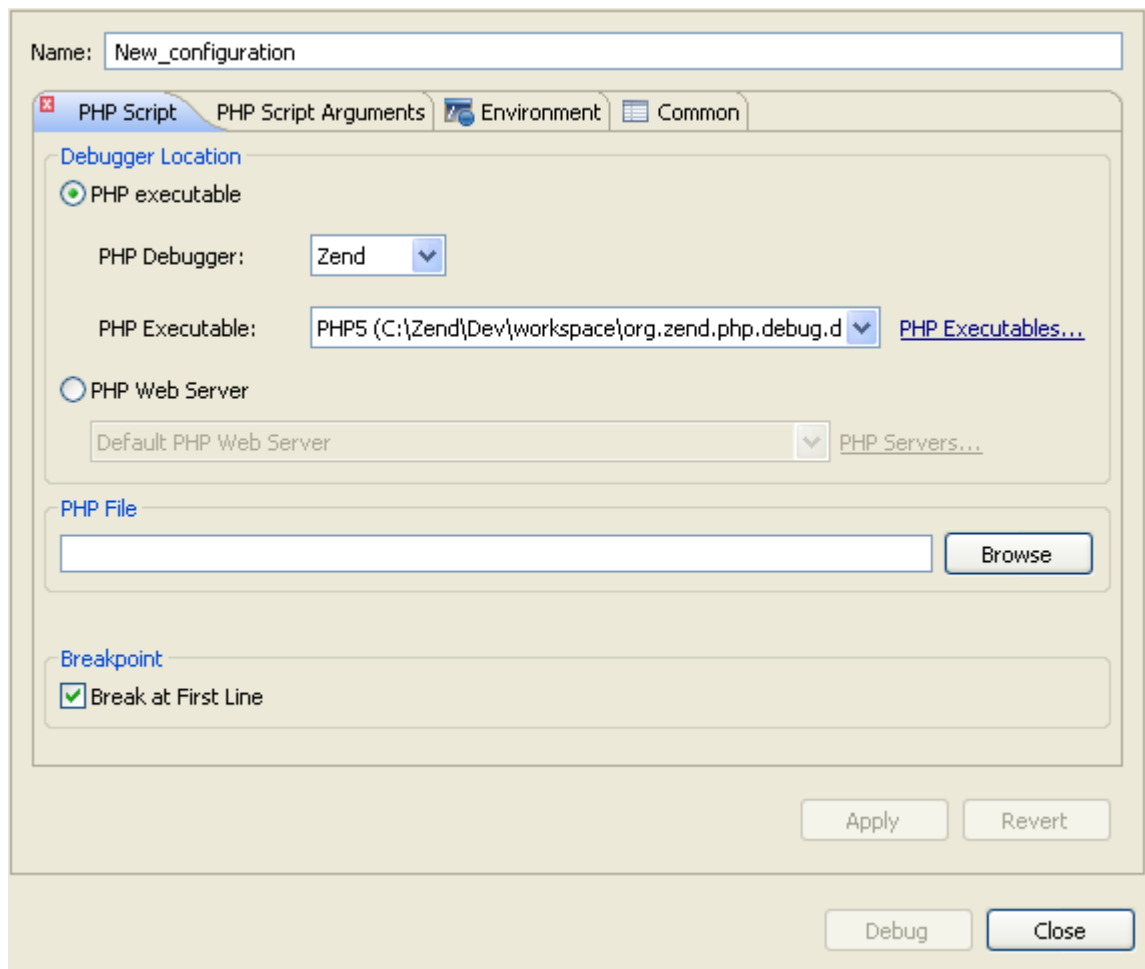 Name: New_configuration
PHP Script PHP Script Arguments Environment Common
Debugger Location
PHP executable
PHP Debugger: Zend
PHP Executable: PHP5 (C:\Zend\Dev\workspace\org.zend.php.debug.d PHP Executables...
PHP Web Server
Default PHP Web Server PHP Servers...
PHP File
Browse
Breakpoint
Break at First Line
Apply Revert
Debug Close